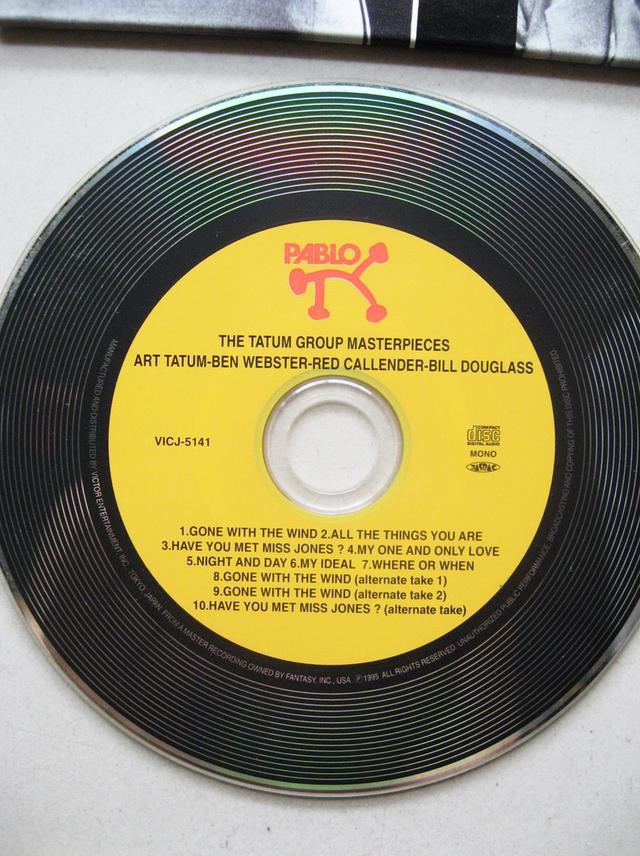 PABLO
THE TATUM GROUP MASTERPIECES
ART TATUM-BEN WEBSTER-RED CALLENDER-BILL DOUGLASS
VICJ-5141
COMPACT
disc
DIGITAL AUDIO
MONO
JASRAC
1.GONE WITH THE WIND 2.ALL THE THINGS YOU ARE
3.HAVE YOU MET MISS JONES ? 4.MY ONE AND ONLY LOVE
5.NIGHT AND DAY 6.MY IDEAL 7.WHERE OR WHEN
8.GONE WITH THE WIND (alternate take 1)
9.GONE WITH THE WIND (alternate take 2)
10.HAVE YOU MET MISS JONES ? (alternate take)
MANUFACTURED AND DISTRIBUTED BY VICTOR ENTERTAINMENT, INC., TOKYO, JAPAN. FROM A MASTER RECORDING OWNED BY FANTASY, INC., USA. ℗1995 ALL RIGHTS RESERVED. UNAUTHORIZED PUBLIC PERFORMANCE, BROADCASTING AND COPYING OF THIS DISC PROHIBITED.